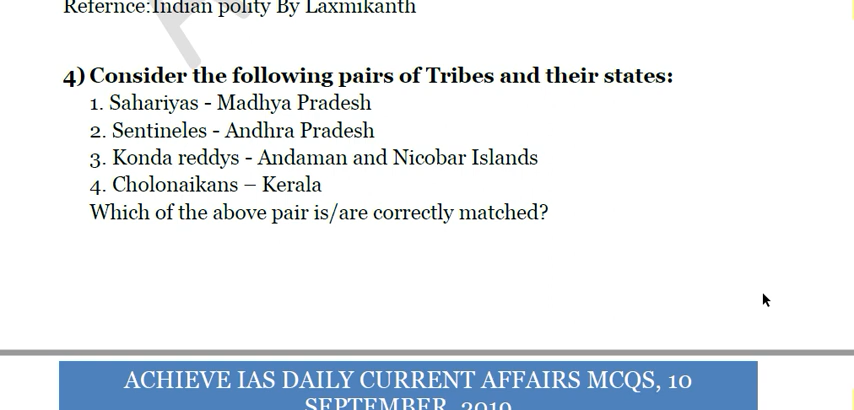 Refernce:Indian polity By Laxmikanth
4) Consider the following pairs of Tribes and their states:
1. Sahariyas - Madhya Pradesh
2. Sentineles - Andhra Pradesh
3. Konda reddys - Andaman and Nicobar Islands
4. Cholonaikans – Kerala
Which of the above pair is/are correctly matched?
ACHIEVE IAS DAILY CURRENT AFFAIRS MCQS, 10
SEPTEMBER, 2019